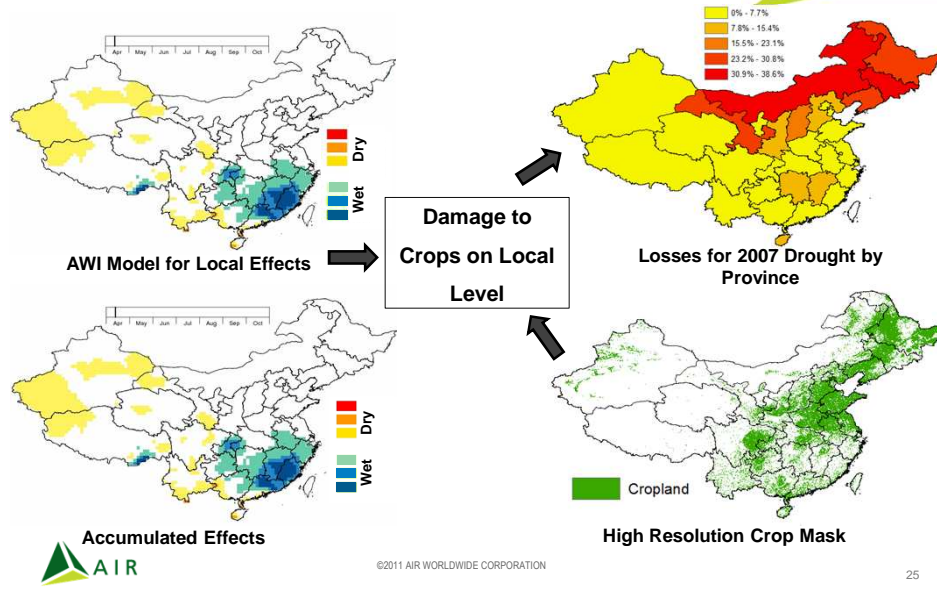 Apr May Jun Jul Aug Sep Oct
Dry
Wet
AWI Model for Local Effects
0% - 7.7%
7.8% - 15.4%
15.5% - 23.1%
23.2% - 30.8%
30.9% - 38.6%
Losses for 2007 Drought by
Province
Damage to
Crops on Local
Level
Apr May Jun Jul Aug Sep Oct
Dry
Wet
Accumulated Effects
Cropland
High Resolution Crop Mask
AIR
©2011 AIR WORLDWIDE CORPORATION
25